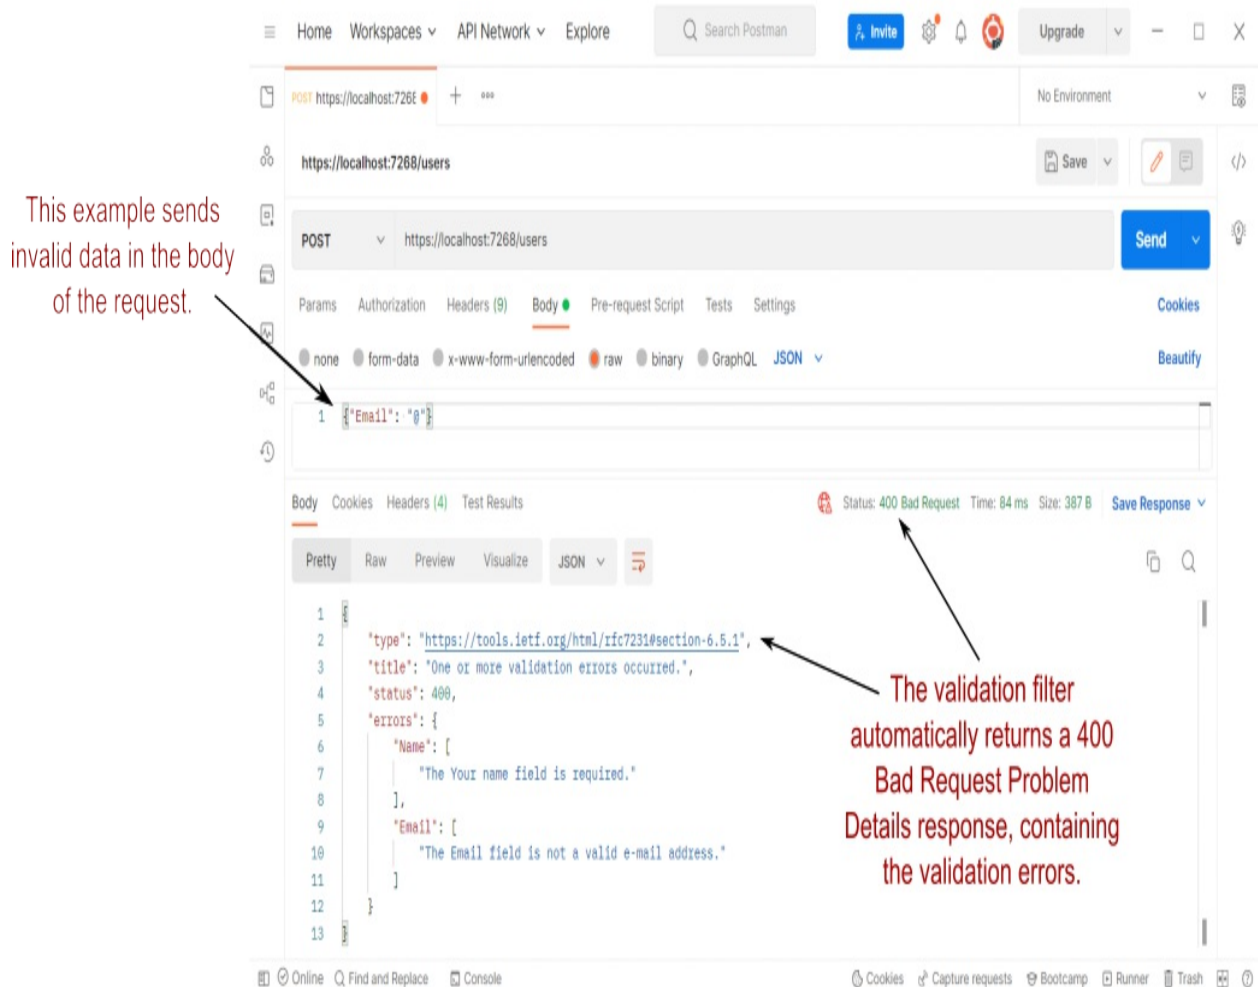 Home Workspaces API Network Explore Search Postman Invite Upgrade
POST https://localhost:7268 No Environment
https://localhost:7268/users Save
This example sends
invalid data in the body
of the request.
POST https://localhost:7268/users Send
Params Authorization Headers (9) Body Pre-request Script Tests Settings Cookies
none form-data x-www-form-urlencoded raw binary GraphQL JSON Beautify
1 {"Email": "@"}
Body Cookies Headers (4) Test Results Status: 400 Bad Request Time: 84 ms Size: 387 B Save Response
Pretty Raw Preview Visualize JSON
1 {
2 "type": "https://tools.ietf.org/html/rfc7231#section-6.5.1",
3 "title": "One or more validation errors occurred.",
4 "status": 400,
5 "errors": {
6 "Name": [
7 "The Your name field is required."
8 ],
9 "Email": [
10 "The Email field is not a valid e-mail address."
11 ]
12 }
13 }
The validation filter
automatically returns a 400
Bad Request Problem
Details response, containing
the validation errors.
Online Find and Replace Console Cookies Capture requests Bootcamp Runner Trash